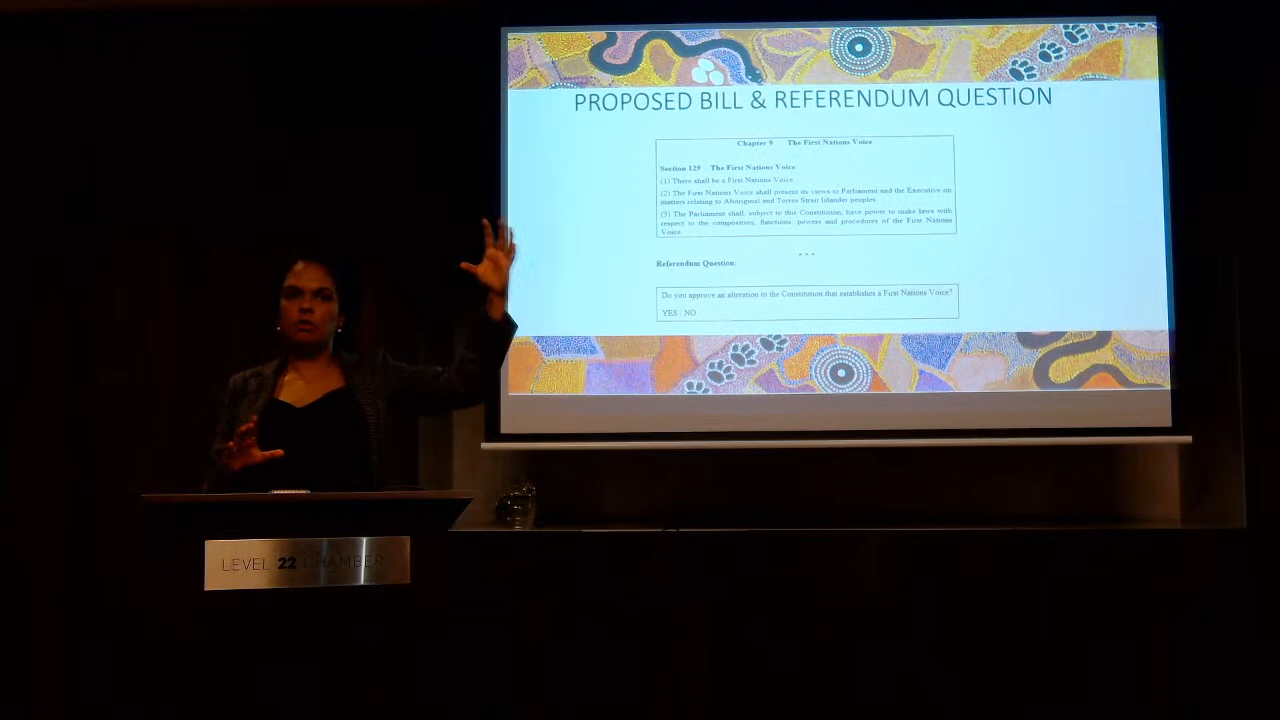 PROPOSED BILL & REFERENDUM QUESTION
Chapter 9 The First Nations Voice
Section 129 The First Nations Voice
(1) There shall be a First Nations Voice
(2) The First Nations Voice shall present its views to Parliament and the Executive on
matters relating to Aboriginal and Torres Strait Islander peoples.
(3) The Parliament shall, subject to this Constitution, have power to make laws with
respect to the composition, functions, powers and procedures of the First Nations
Voice.
* * *
Referendum Question:
Do you approve an alteration to the Constitution that establishes a First Nations Voice?
YES / NO
LEVEL 22 CHAMBER